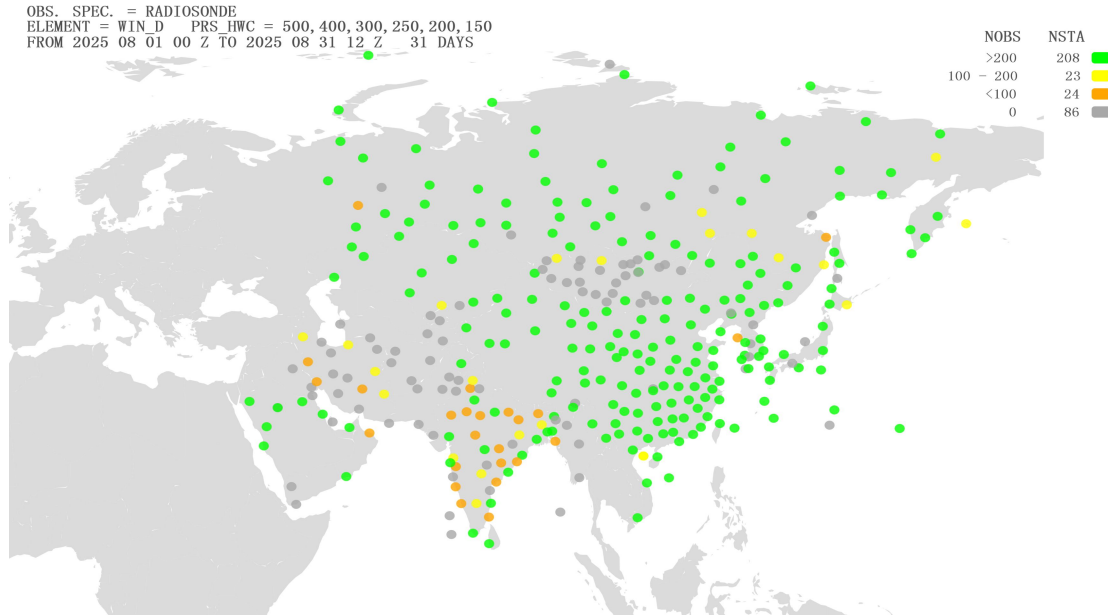 OBS. SPEC. = RADIOSONDE
ELEMENT = WIN_D PRS_HWC = 500,400,300,250,200,150
FROM 2025 08 01 00 Z TO 2025 08 31 12 Z 31 DAYS
NOBS NSTA
>200 208
100 - 200 23
<100 24
0 86